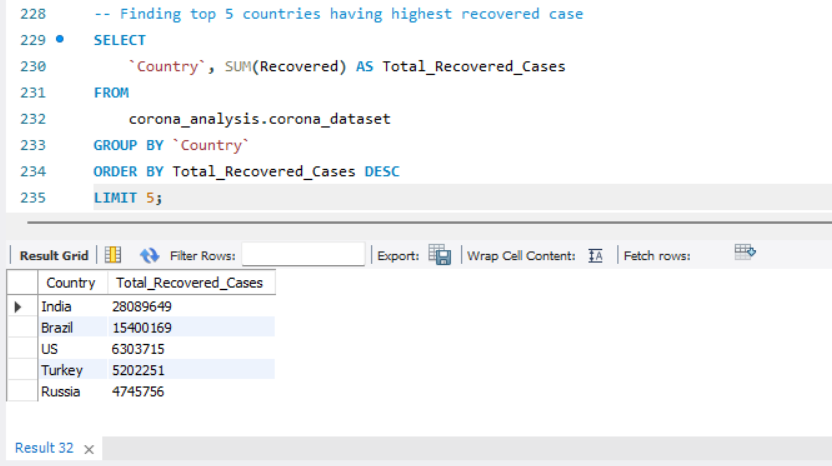 228 -- Finding top 5 countries having highest recovered case
229 SELECT
230 `Country`, SUM(Recovered) AS Total_Recovered_Cases
231 FROM
232 corona_analysis.corona_dataset
233 GROUP BY `Country`
234 ORDER BY Total_Recovered_Cases DESC
235 LIMIT 5;
Result Grid Filter Rows: Export: Wrap Cell Content: Fetch rows:
Country Total_Recovered_Cases
India 28089649
Brazil 15400169
US 6303715
Turkey 5202251
Russia 4745756
Result 32